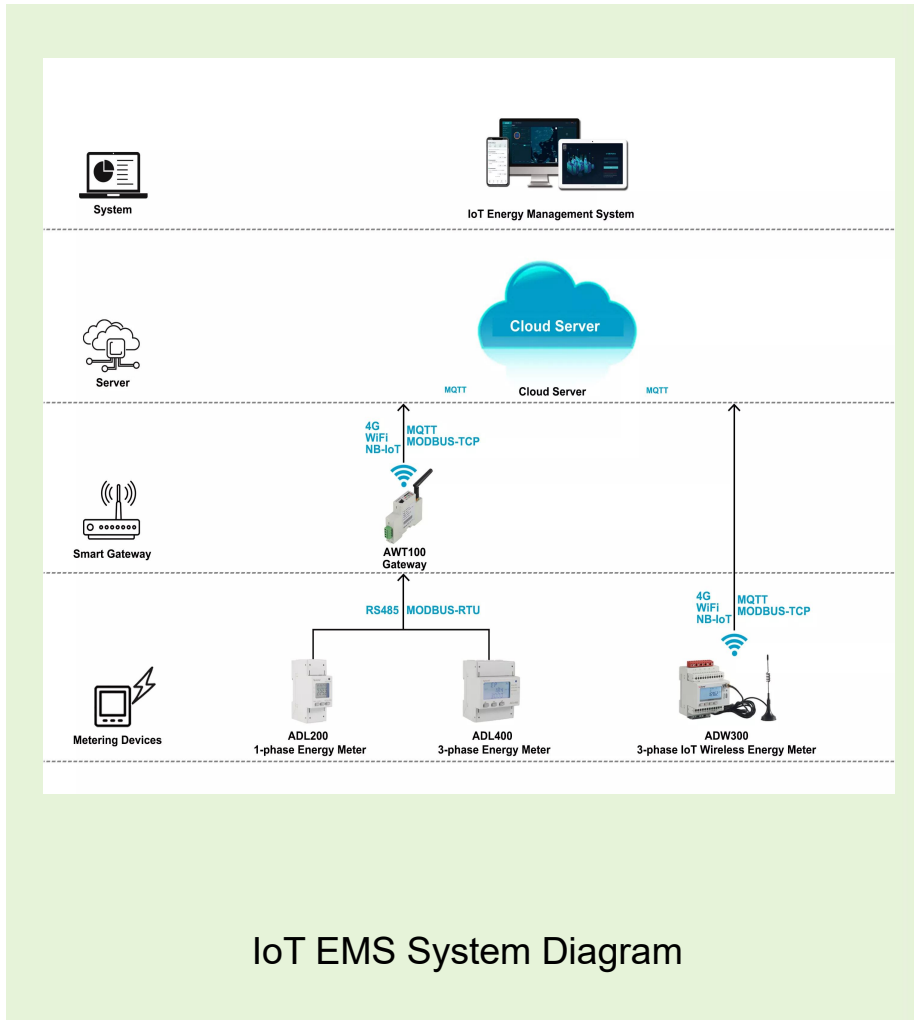 System
IoT Energy Management System
Cloud Server
Server
MQTT
Cloud Server
MQTT
4G
WiFi
NB-IoT
MQTT
MODBUS-TCP
Smart Gateway
AWT100
Gateway
RS485
MODBUS-RTU
4G
WiFi
NB-IoT
MQTT
MODBUS-TCP
Metering Devices
ADL200
1-phase Energy Meter
ADL400
3-phase Energy Meter
ADW300
3-phase IoT Wireless Energy Meter
IoT EMS System Diagram